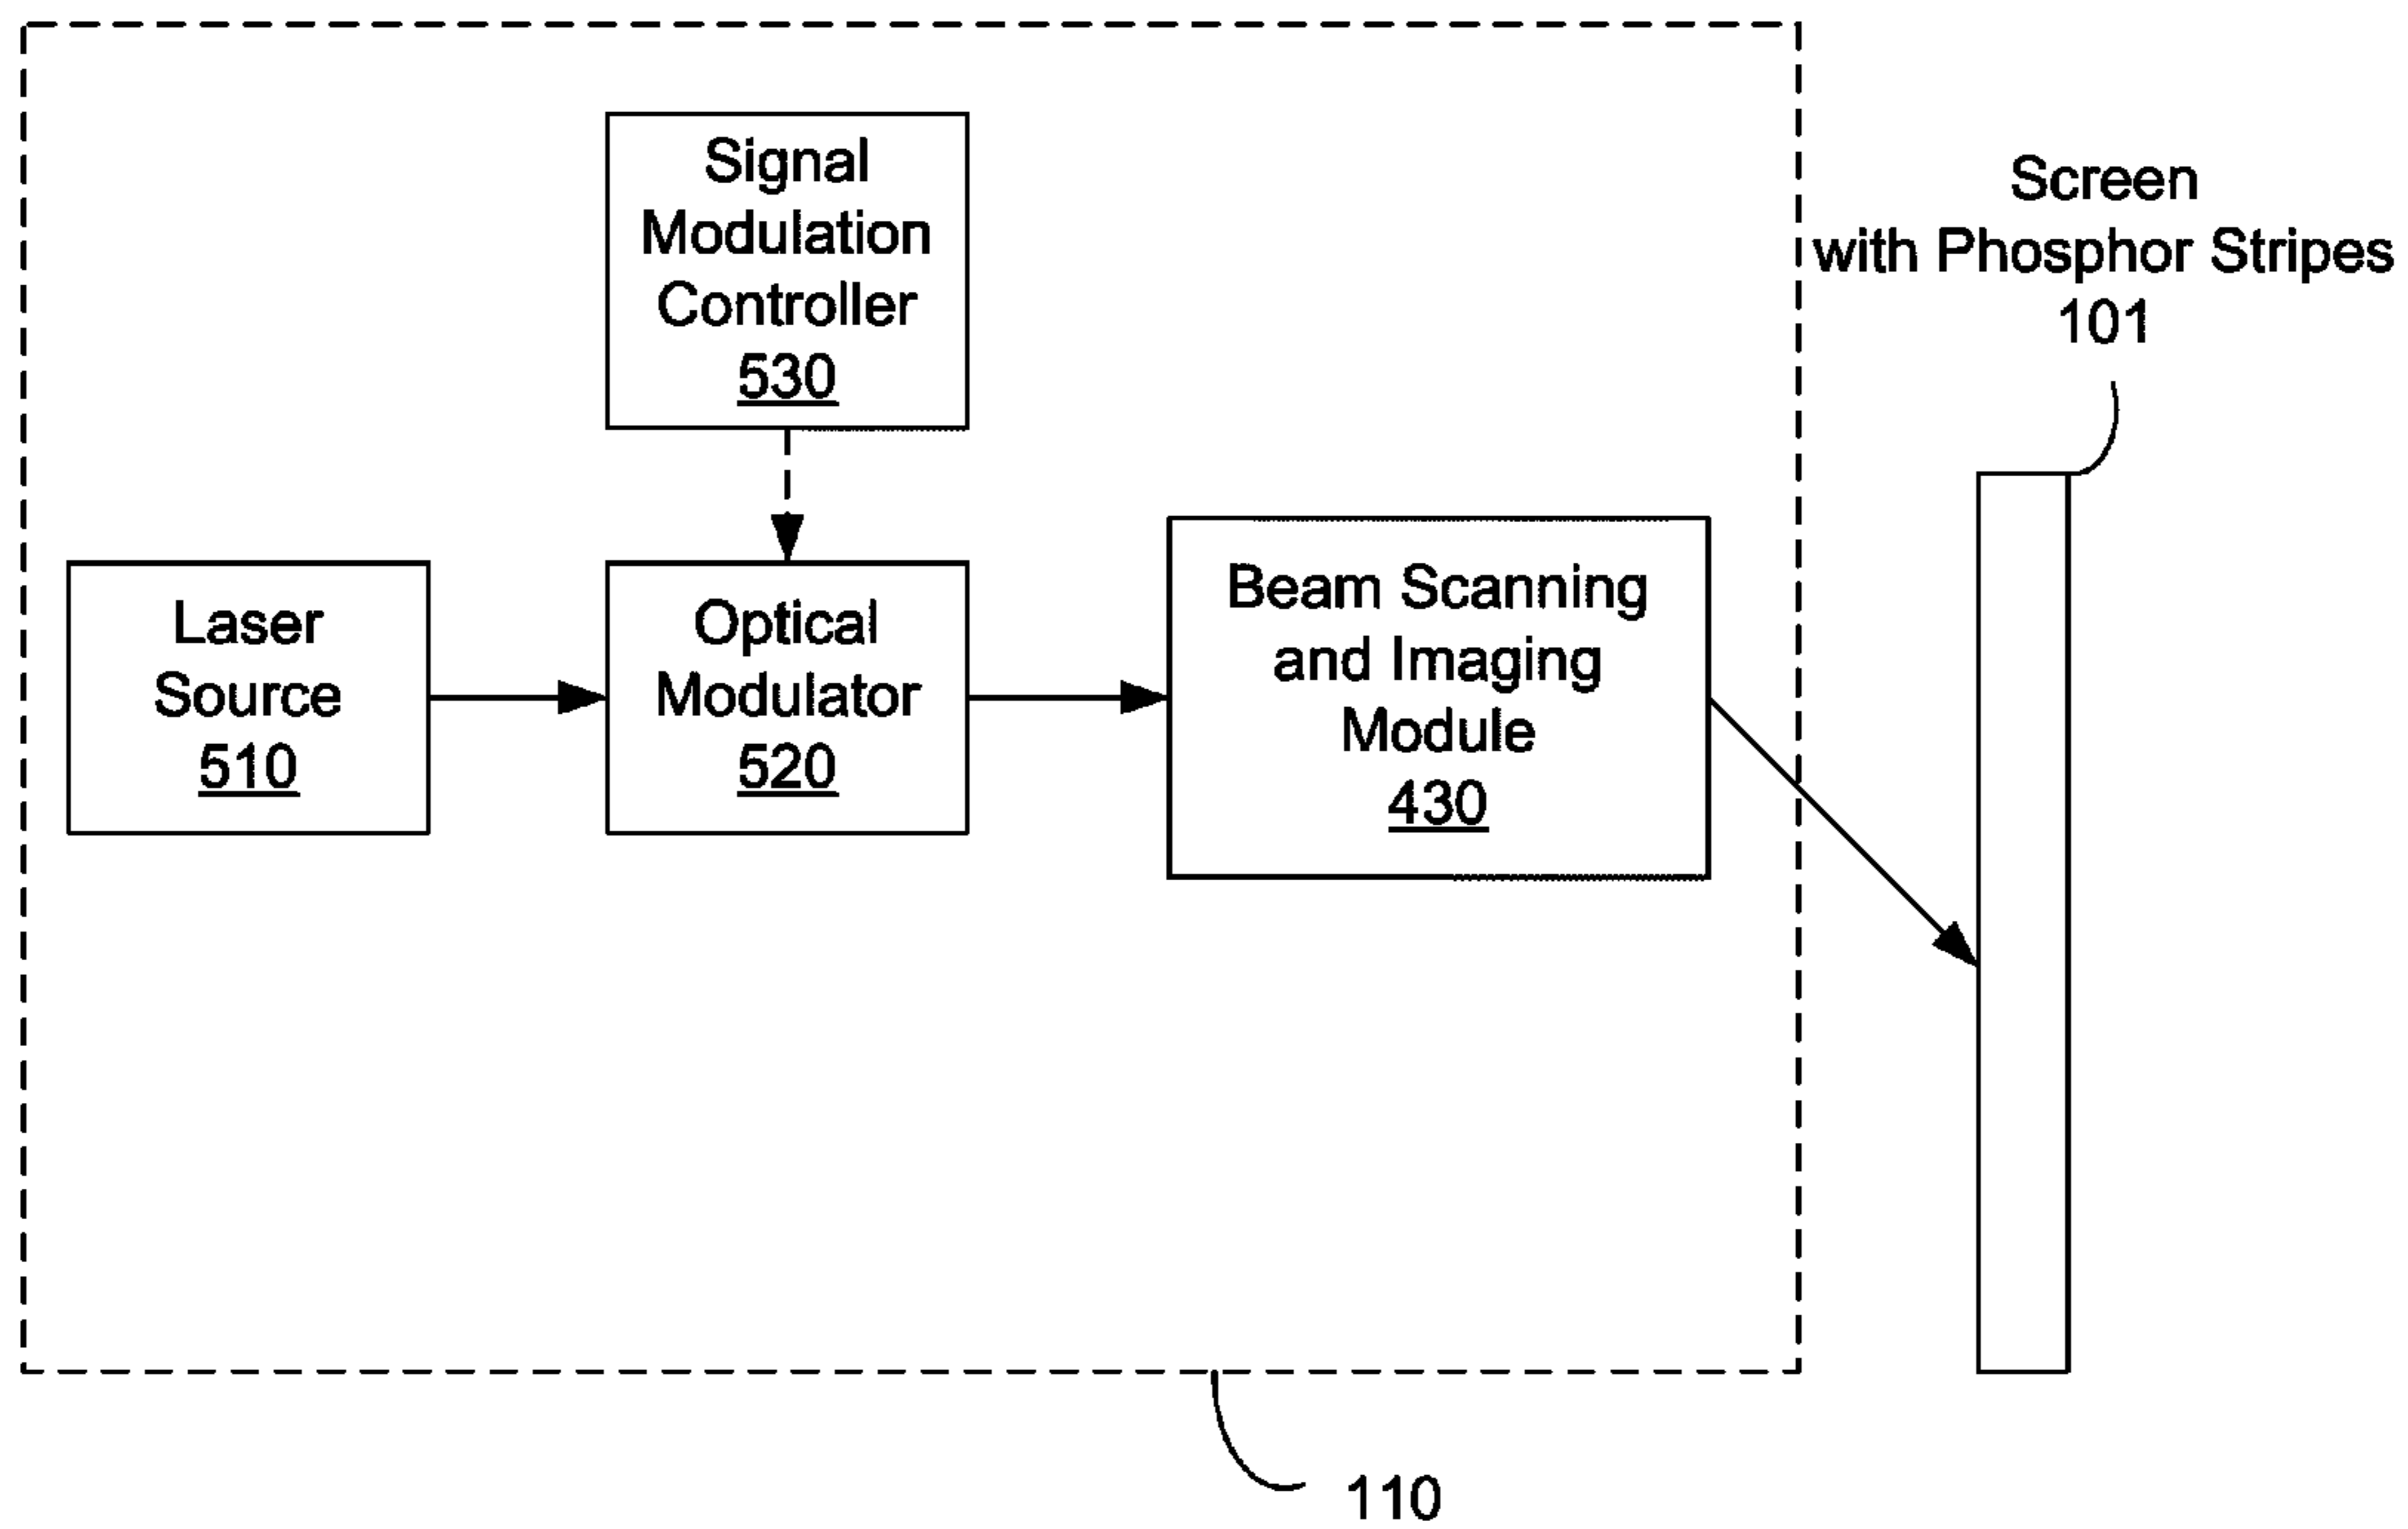 Signal
Modulation
Controller
530
Screen
with Phosphor Stripes
101
Laser
Source
510
Optical
Modulator
520
Beam Scanning
and Imaging
Module
430
110